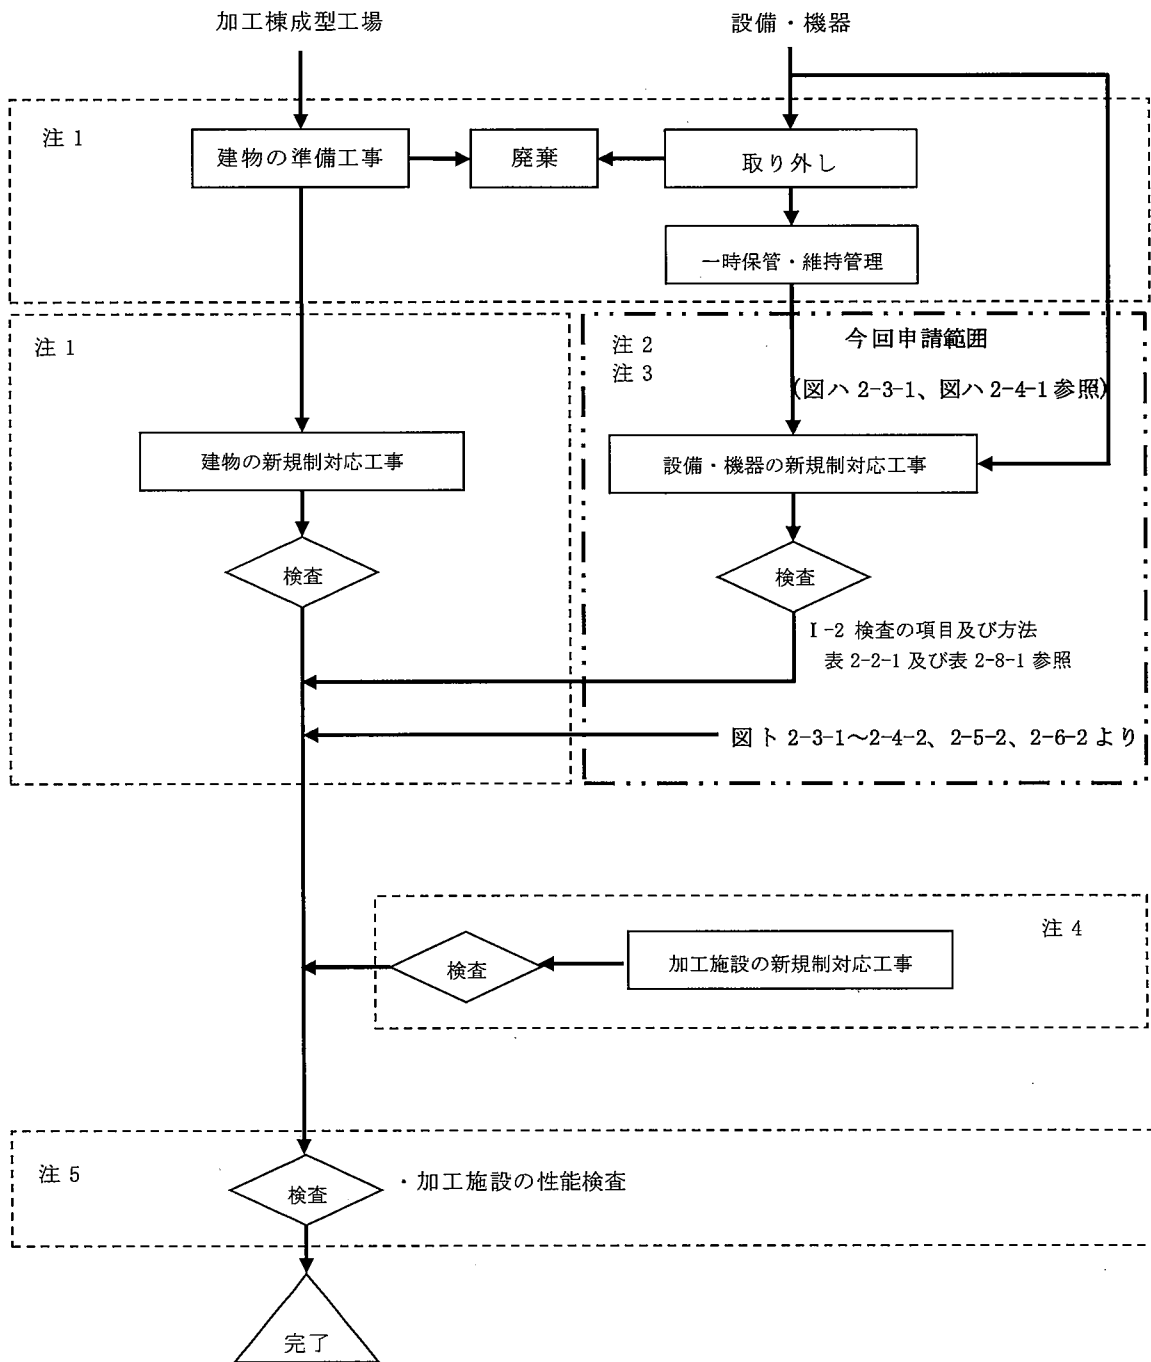 加工棟成型工場
設備・機器
注 1
建物の準備工事
廃棄
取り外し
一時保管・維持管理
注 1
注 2
注 3
今回申請範囲
(図ハ 2-3-1、図ハ 2-4-1 参照)
建物の新規制対応工事
設備・機器の新規制対応工事
検査
検査
Ⅰ-2 検査の項目及び方法
表 2-2-1 及び表 2-8-1 参照
図ト 2-3-1～2-4-2、2-5-2、2-6-2 より
注 4
検査
加工施設の新規制対応工事
注 5
検査
・加工施設の性能検査
完了